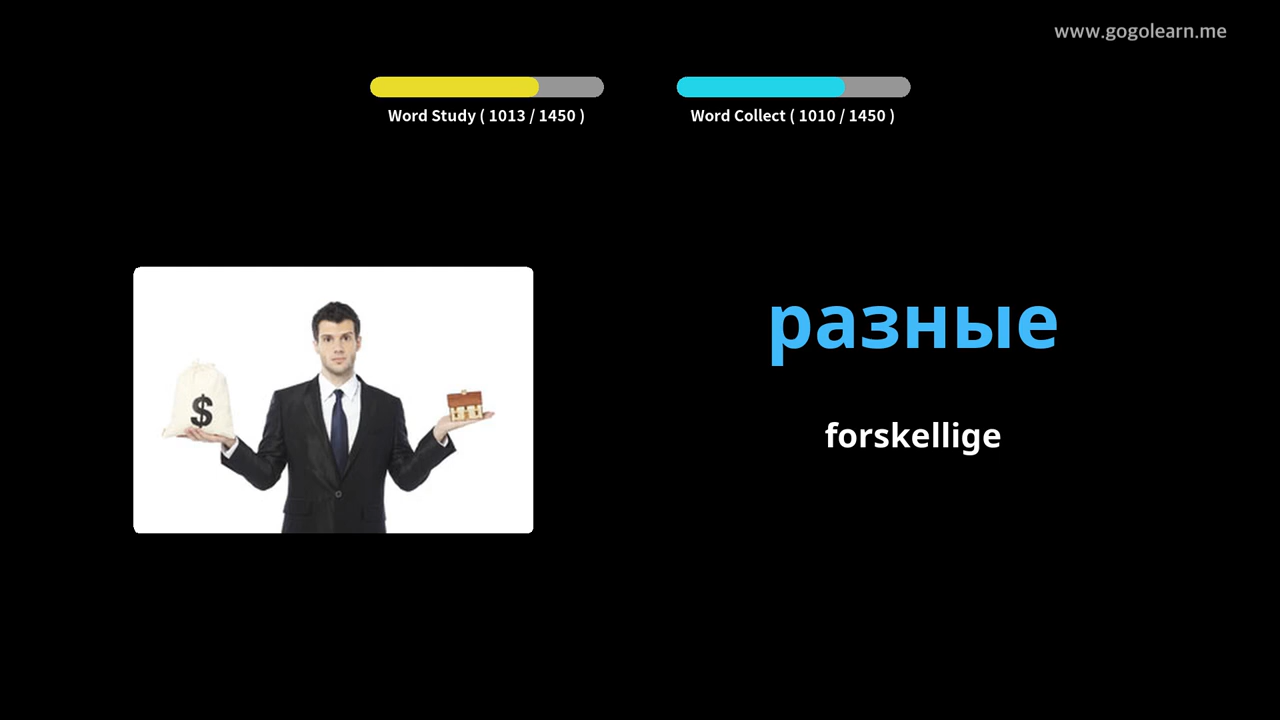 www.gogolearn.me
Word Study ( 1013 / 1450 )
Word Collect ( 1010 / 1450 )
$
разные
forskellige